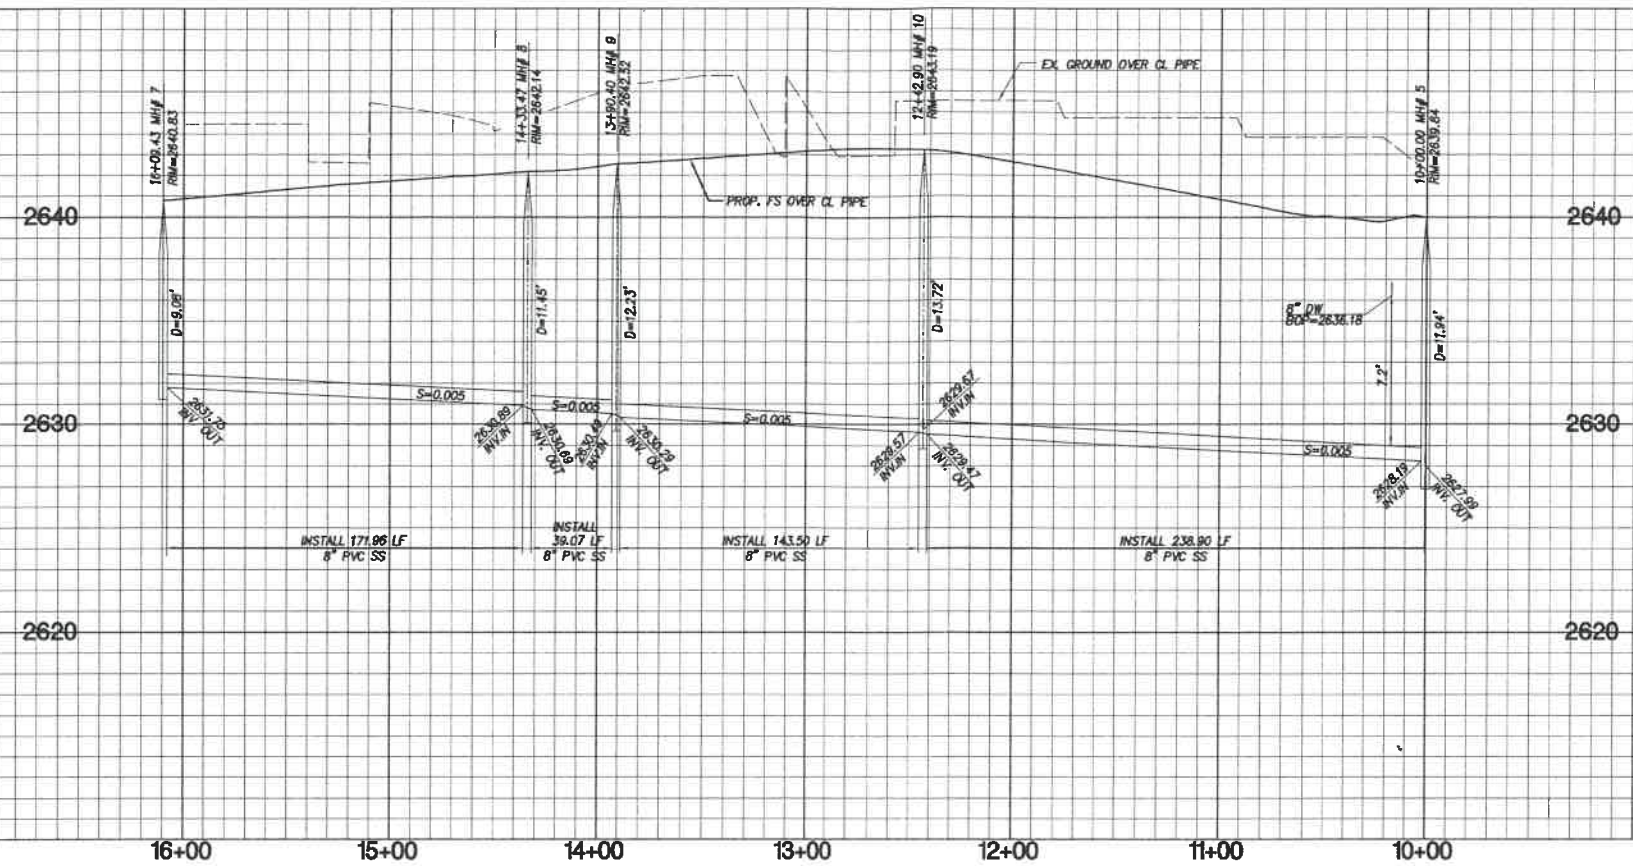 16+09.43 MH# 7
RIM=2640.83
14+33.47 MH# 8
RIM=2642.14
13+90.40 MH# 9
RIM=2642.52
12+42.90 MH# 10
RIM=2643.19
10+00.00 MH# 5
RIM=2639.84
EX. GROUND OVER CL PIPE
PROP. FS OVER CL PIPE
2640
2640
D=9.08'
D=11.45'
D=12.23'
D=13.72'
D=11.94'
8" DW
BOP=2636.18
7.2'
S=0.005
S=0.005
S=0.005
S=0.005
2630
2630
2631.75
INV. OUT
2630.89
INV.IN
2630.69
INV. OUT
2630.49
INV.IN
2630.29
INV. OUT
2629.57
INV.IN
2629.67
INV.IN
2629.47
INV. OUT
2628.19
INV.IN
2627.99
INV. OUT
INSTALL 171.96 LF
8" PVC SS
INSTALL
39.07 LF
8" PVC SS
INSTALL 143.50 LF
8" PVC SS
INSTALL 238.90 LF
8" PVC SS
2620
2620
16+00
15+00
14+00
13+00
12+00
11+00
10+00